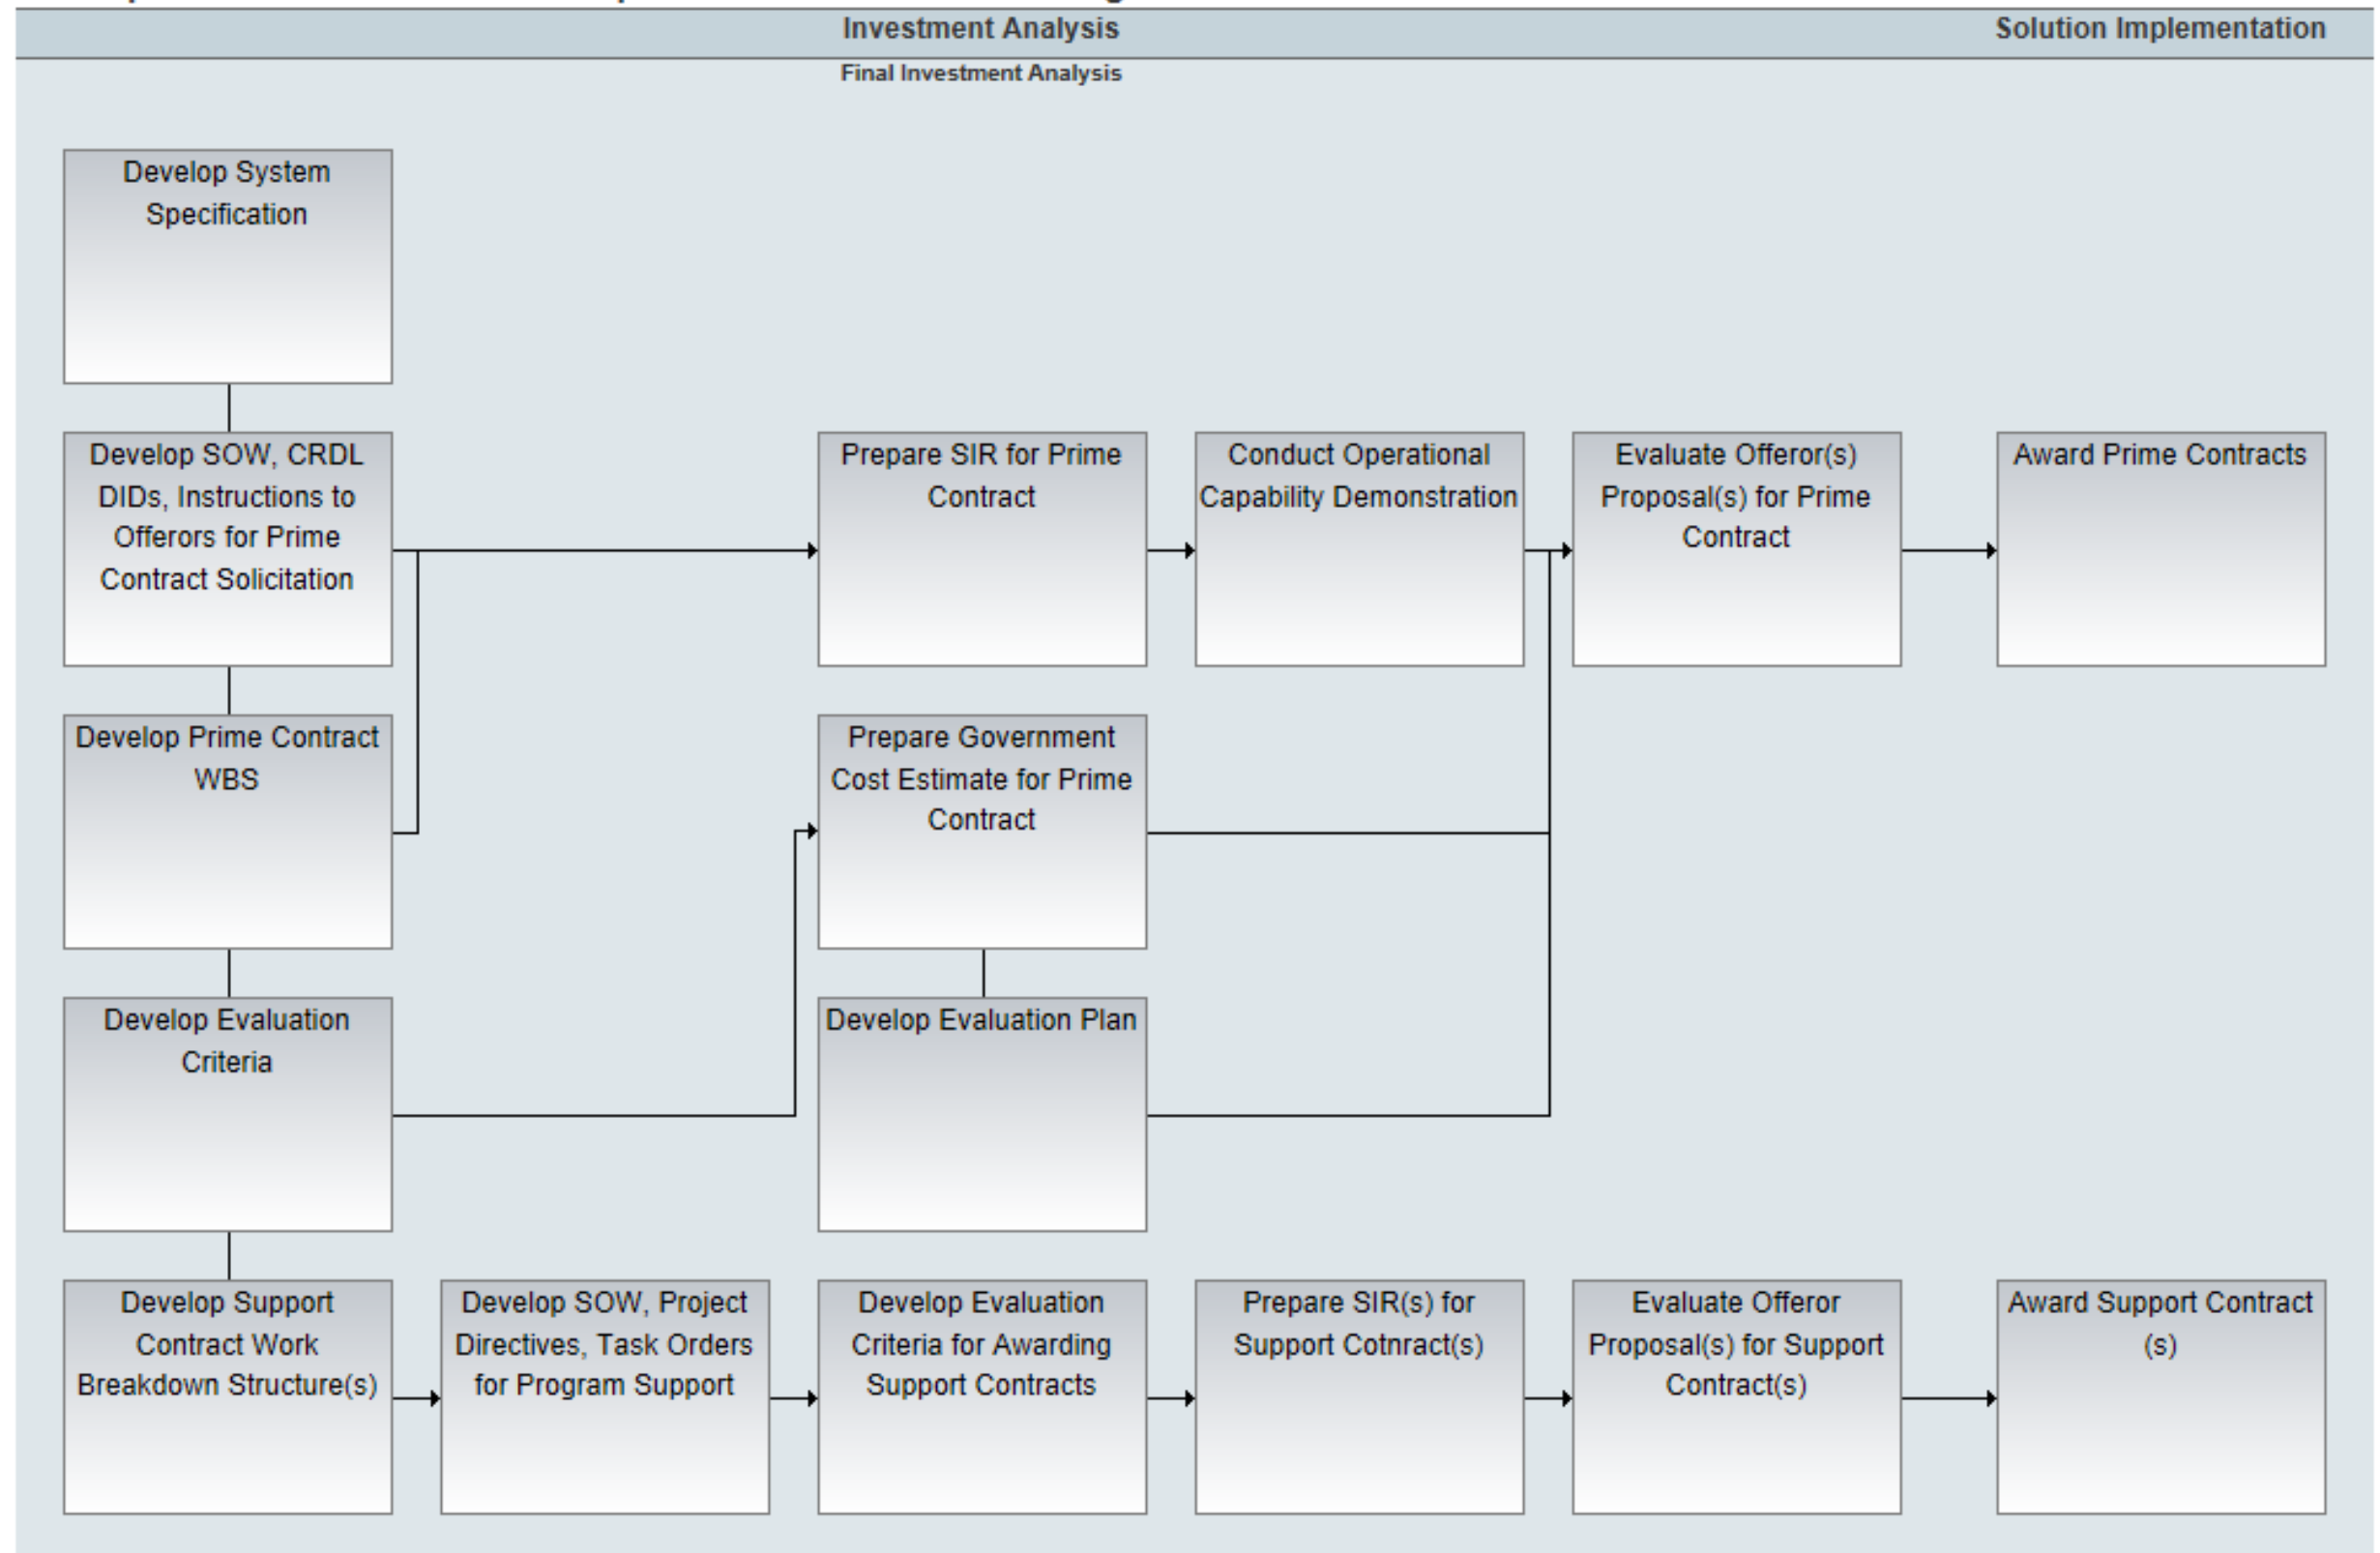 Investment Analysis
Solution Implementation
Final Investment Analysis
Develop System
Specification
Develop SOW, CRDL
DIDs, Instructions to
Offerors for Prime
Contract Solicitation
Prepare SIR for Prime
Contract
Conduct Operational
Capability Demonstration
Evaluate Offeror(s)
Proposal(s) for Prime
Contract
Award Prime Contracts
Develop Prime Contract
WBS
Prepare Government
Cost Estimate for Prime
Contract
Develop Evaluation
Criteria
Develop Evaluation Plan
Develop Support
Contract Work
Breakdown Structure(s)
Develop SOW, Project
Directives, Task Orders
for Program Support
Develop Evaluation
Criteria for Awarding
Support Contracts
Prepare SIR(s) for
Support Cotnract(s)
Evaluate Offeror
Proposal(s) for Support
Contract(s)
Award Support Contract
(s)